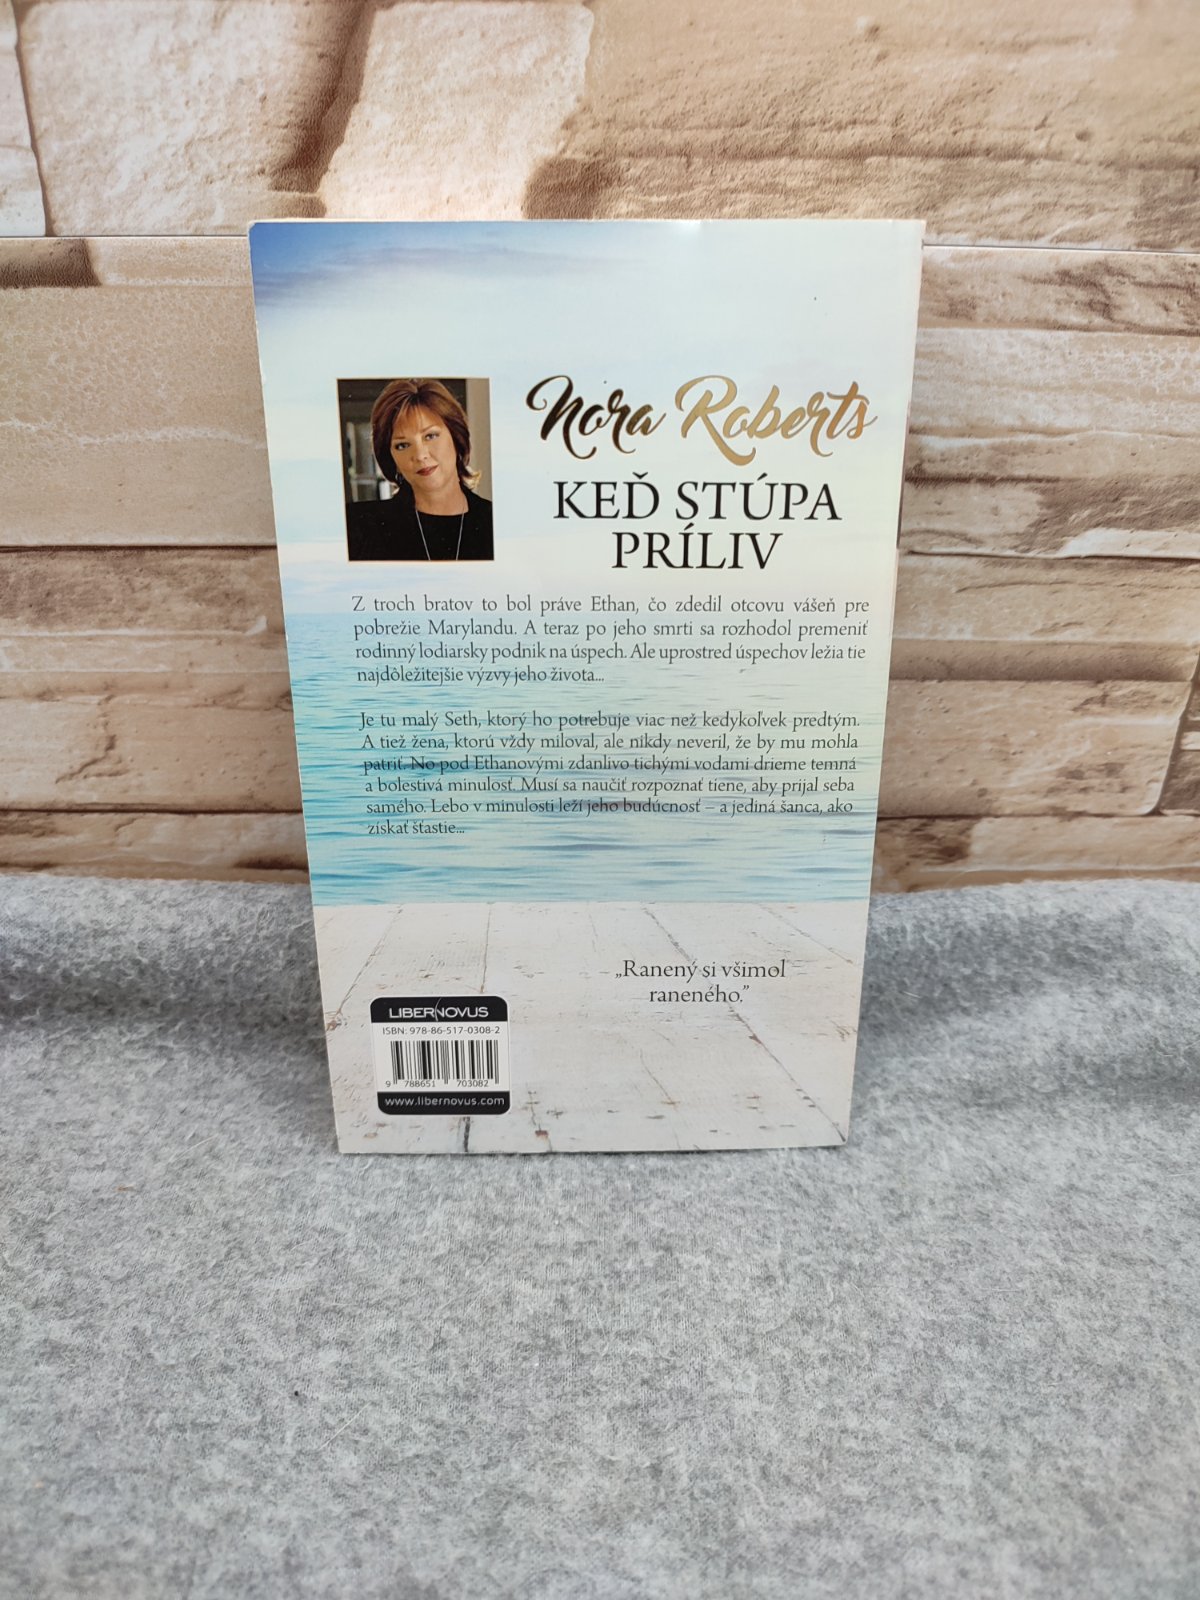 Nora Roberts
KEĎ STÚPA
PRÍLIV
Z troch bratov to bol práve Ethan, čo zdedil otcovu vášeň pre
pobrežie Marylandu. A teraz po jeho smrti sa rozhodol premeniť
rodinný lodiarsky podnik na úspech. Ale uprostred úspechov ležia tie
najdôležitejšie výzvy jeho života...
Je tu malý Seth, ktorý ho potrebuje viac než kedykoľvek predtým.
A tiež žena, ktorú vždy miloval, ale nikdy neveril, že by mu mohla
patriť. No pod Ethanovými zdanlivo tichými vodami drieme temná
a bolestivá minulosť. Musí sa naučiť rozpoznať tiene, aby prijal seba
samého. Lebo v minulosti leží jeho budúcnosť – a jediná šanca, ako
získať šťastie...
„Ranený si všimol
raneného.”
LIBERNOVUS
ISBN: 978-86-517-0308-2
9 788651 703082
www.libernovus.com